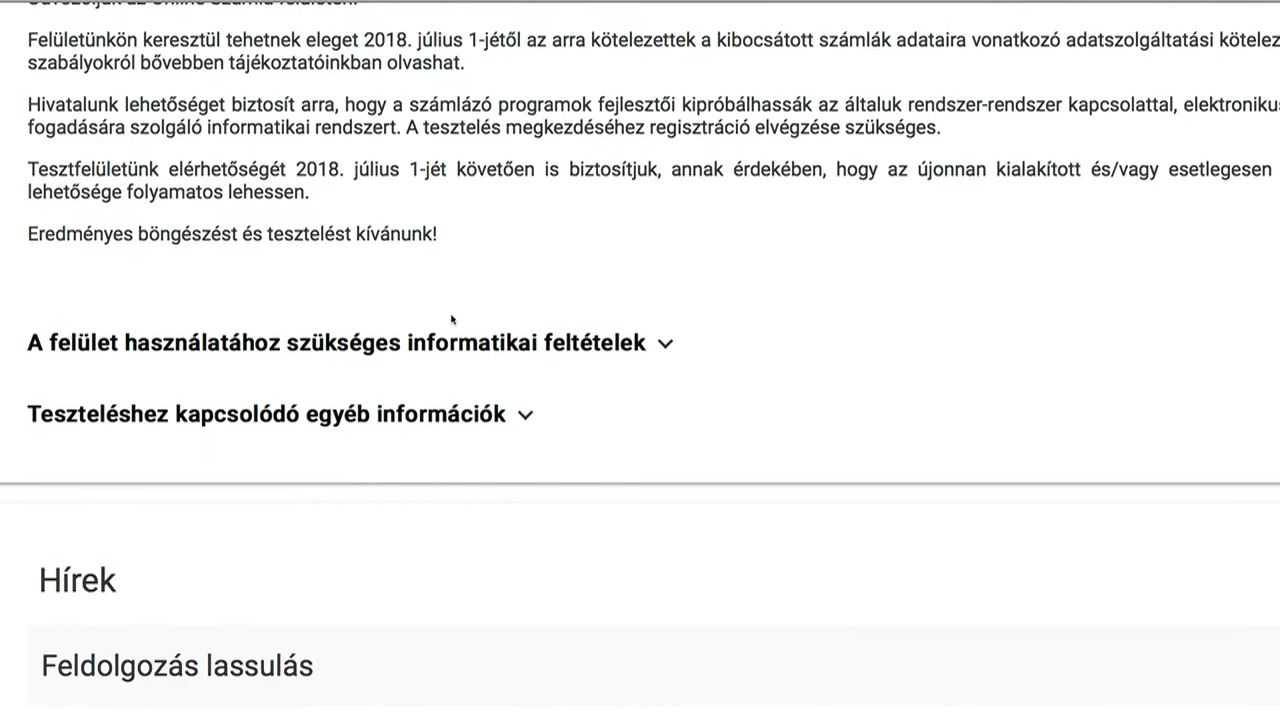 Felületünkön keresztül tehetnek eleget 2018. július 1-jétől az arra kötelezettek a kibocsátott számlák adataira vonatkozó adatszolgáltatási
szabályokról bővebben tájékoztatóinkban olvashat.
Hivatalunk lehetőséget biztosít arra, hogy a számlázó programok fejlesztői kipróbálhassák az általuk rendszer-rendszer kapcsolattal,
fogadására szolgáló informatikai rendszert. A tesztelés megkezdéséhez regisztráció elvégzése szükséges.
Tesztfelületünk elérhetőségét 2018. július 1-jét követően is biztosítjuk, annak érdekében, hogy az újonnan kialakított és/vagy esetlegesen
lehetősége folyamatos lehessen.
Eredményes böngészést és tesztelést kívánunk!
A felület használatához szükséges informatikai feltételek
Teszteléshez kapcsolódó egyéb információk
Hírek
Feldolgozás lassulás